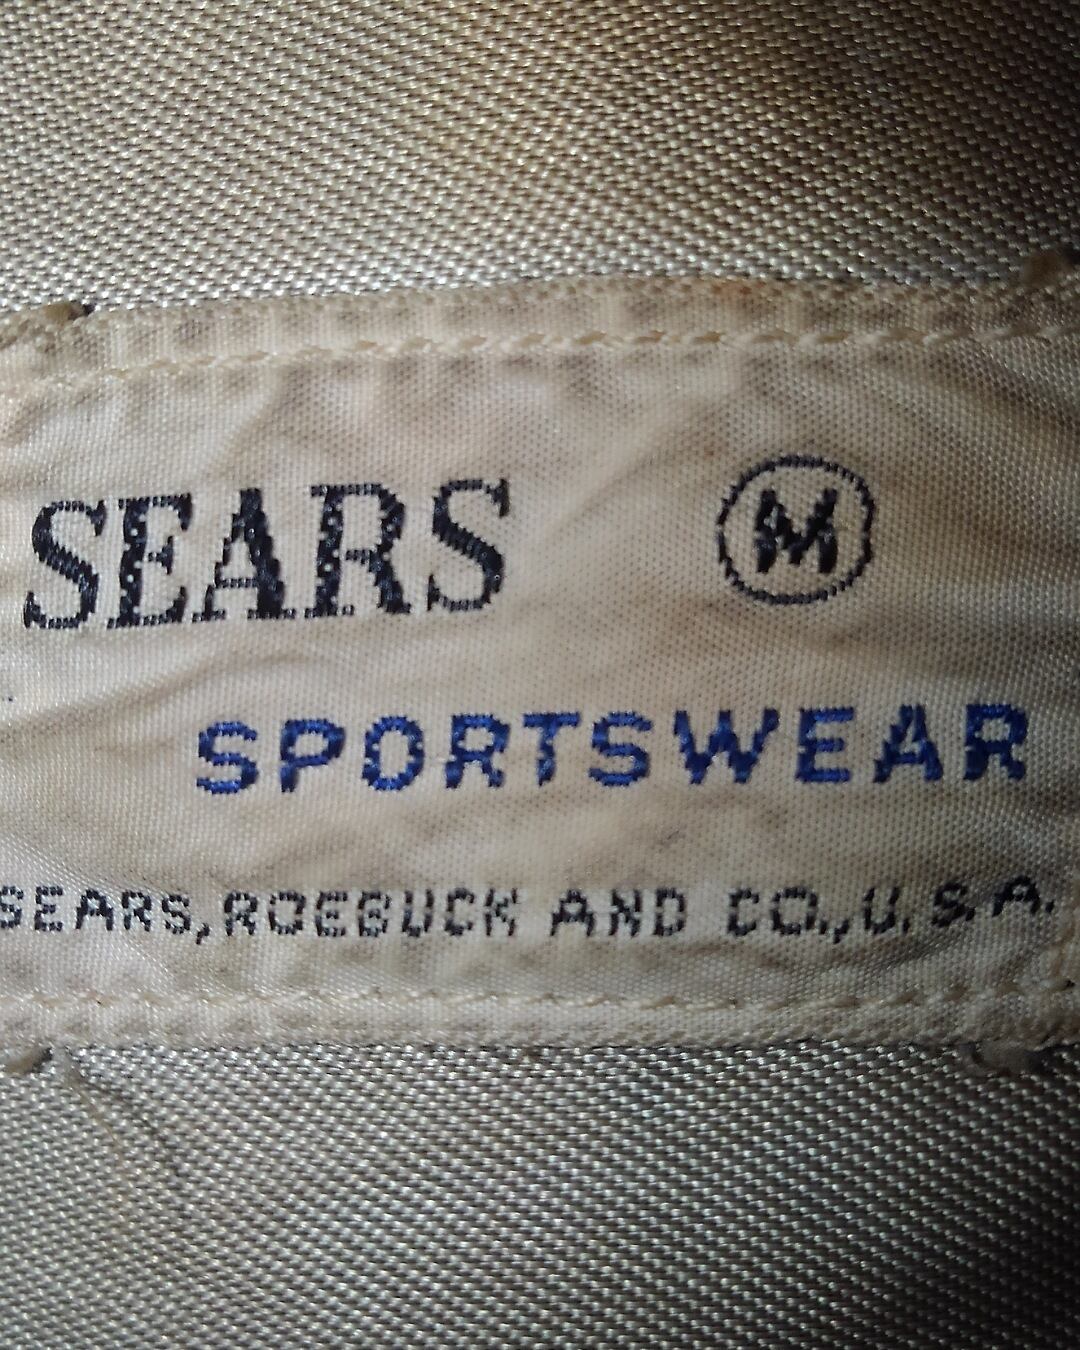 SEARS M
SPORTSWEAR
SEARS, ROEBUCK AND CO., U.S.A.